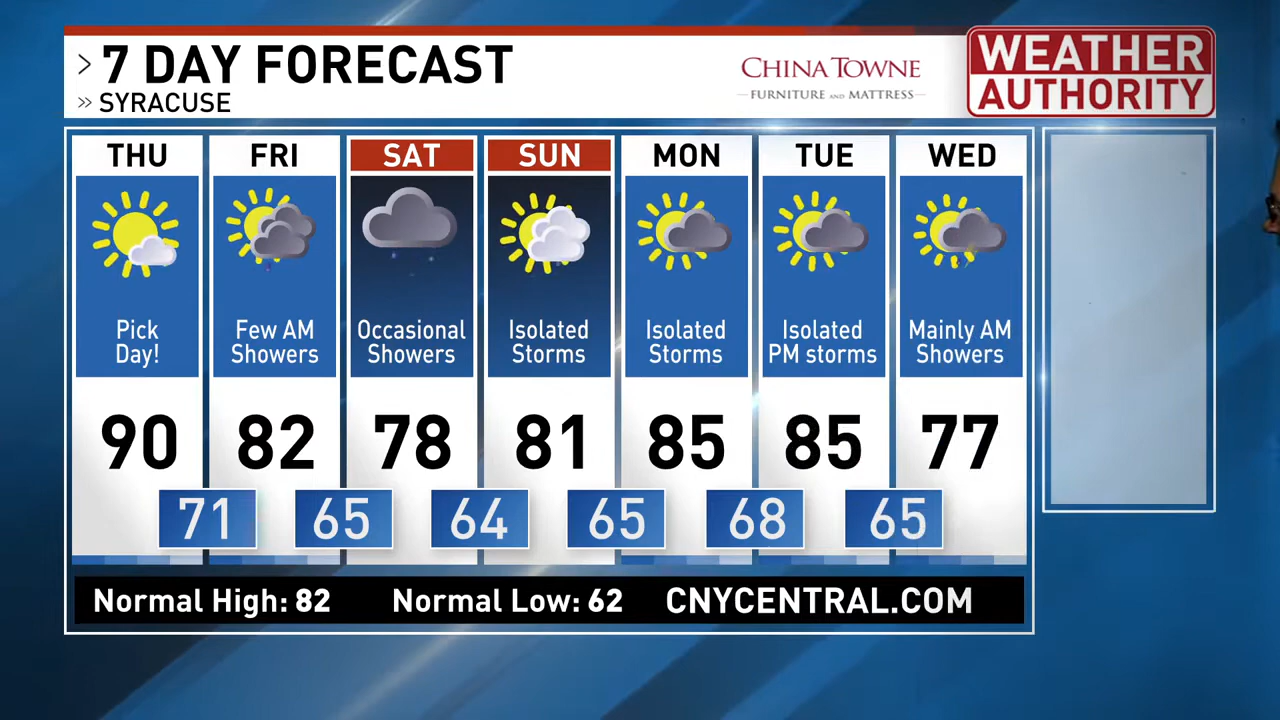 > 7 DAY FORECAST
» SYRACUSE
CHINA TOWNE
FURNITURE AND MATTRESS
WEATHER
AUTHORITY
THU
Pick
Day!
90
71
FRI
Few AM
Showers
82
65
SAT
Occasional
Showers
78
64
SUN
Isolated
Storms
81
65
MON
Isolated
Storms
85
68
TUE
Isolated
PM storms
85
65
WED
Mainly AM
Showers
77
Normal High: 82
Normal Low: 62
CNYCENTRAL.COM